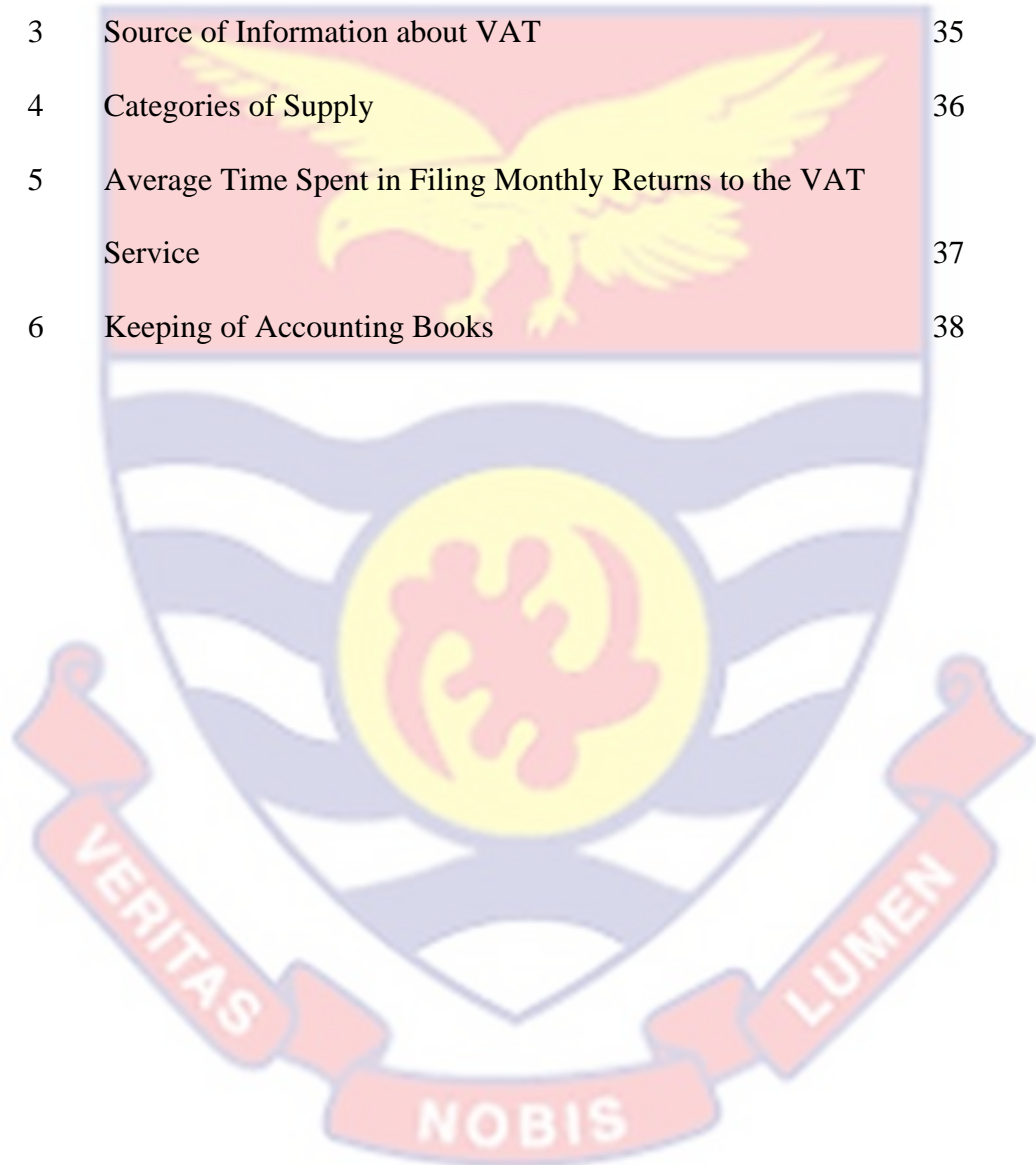 3 Source of Information about VAT 35
4 Categories of Supply 36
5 Average Time Spent in Filing Monthly Returns to the VAT
Service 37
6 Keeping of Accounting Books 38
VERITAS
NOBIS
LUMEN